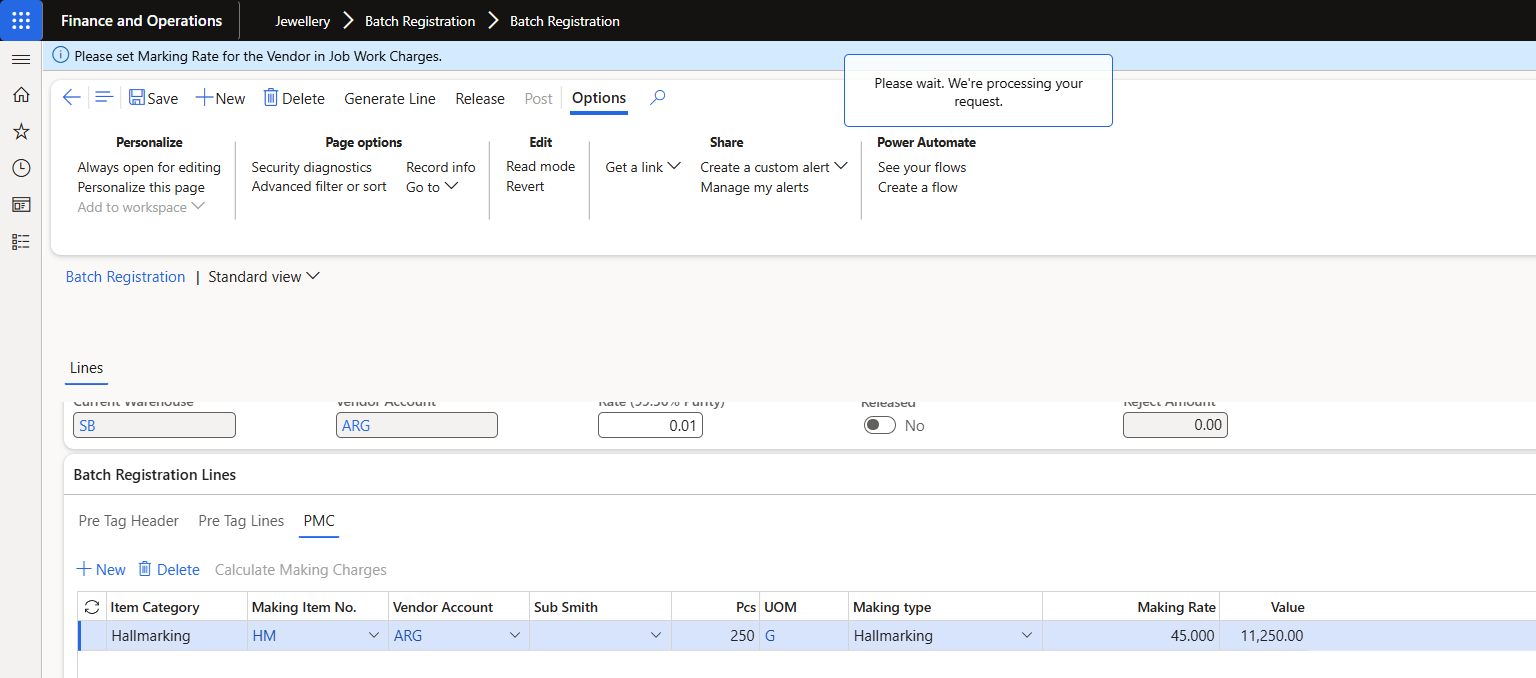 Finance and Operations
Jewellery Batch Registration Batch Registration
Please set Marking Rate for the Vendor in Job Work Charges.
Please wait. We're processing your
request.
Save New Delete Generate Line Release Post Options
Personalize
Always open for editing
Personalize this page
Add to workspace
Page options
Security diagnostics Record info
Advanced filter or sort Go to
Edit
Read mode
Revert
Share
Get a link Create a custom alert
Manage my alerts
Power Automate
See your flows
Create a flow
Batch Registration | Standard view
Lines
Current Warehouse Vendor Account Rate (99.50% Purity) Released Reject Amount
SB ARG 0.01 No 0.00
Batch Registration Lines
Pre Tag Header Pre Tag Lines PMC
New Delete Calculate Making Charges
Item Category Making Item No. Vendor Account Sub Smith Pcs UOM Making type Making Rate Value
Hallmarking HM ARG 250 G Hallmarking 45.000 11,250.00